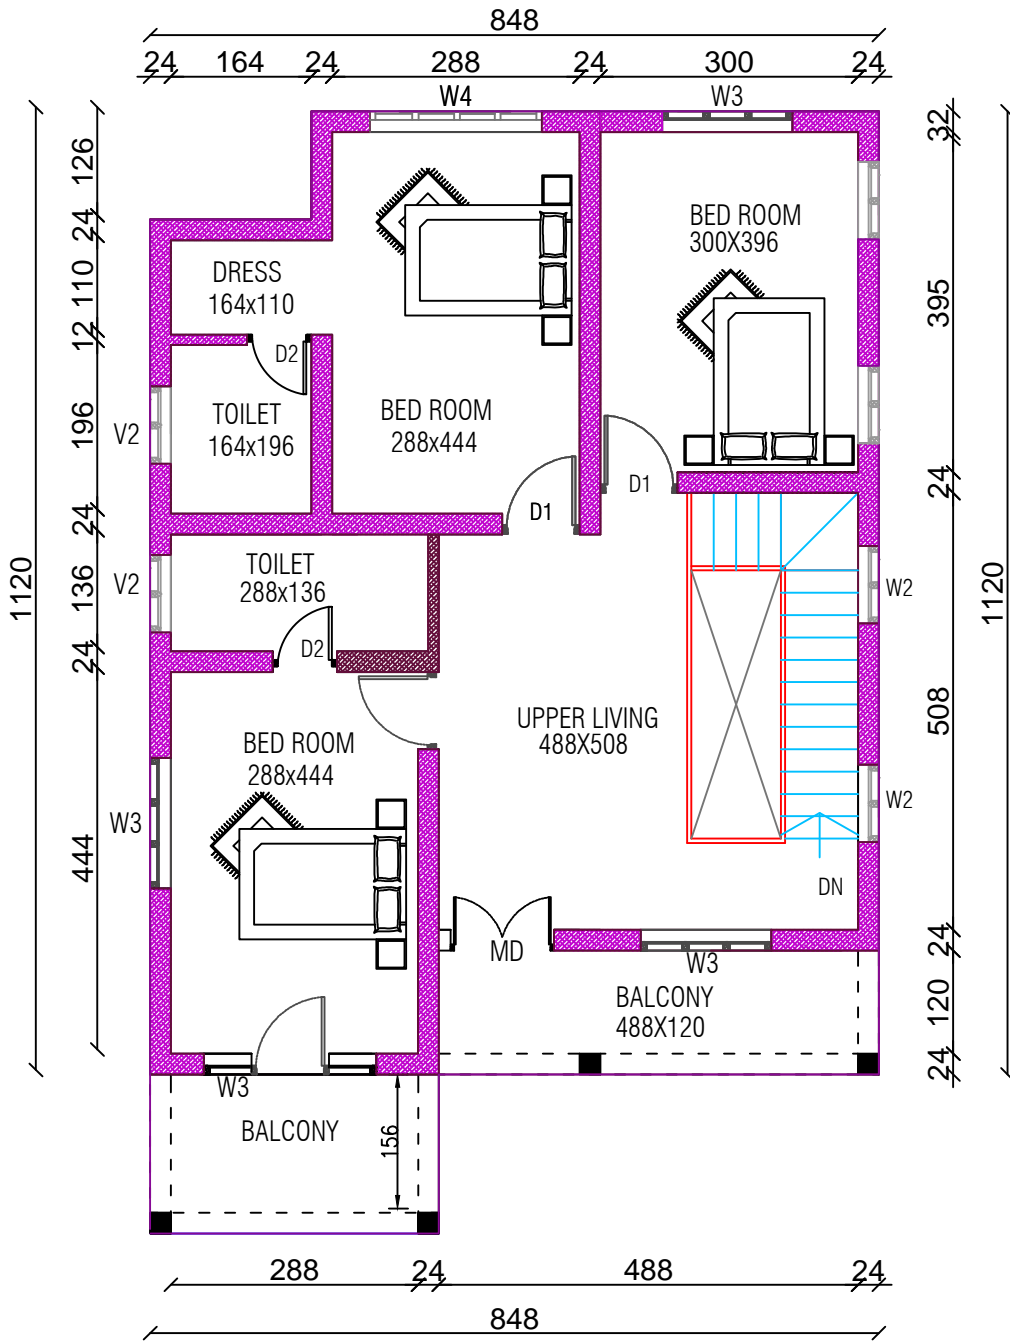 848
24
164
24
288
24
300
24
W4
W3
32
126
24
110
12
196
24
136
24
444
1120
BED ROOM
300X396
DRESS
164x110
D2
395
BED ROOM
288x444
TOILET
164x196
V2
D1
D1
24
TOILET
288x136
V2
D2
W2
1120
UPPER LIVING
488X508
508
BED ROOM
288x444
W3
W2
DN
MD
W3
24
BALCONY
488X120
120
24
W3
BALCONY
156
288
24
488
24
848